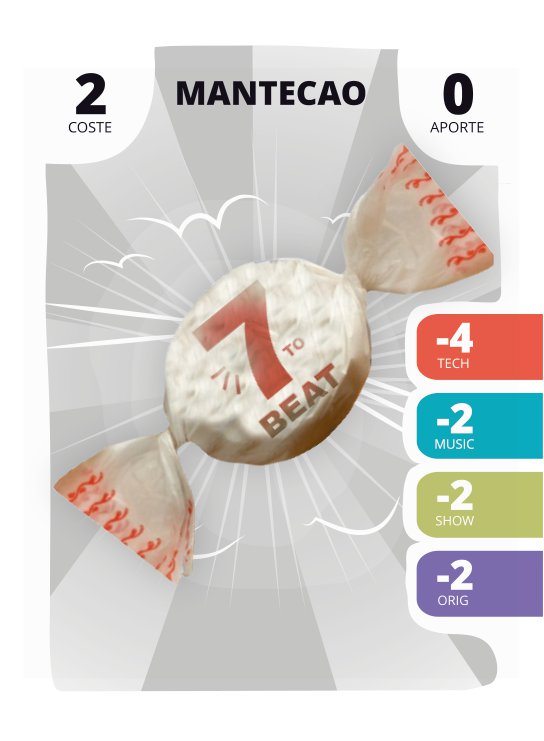 2
COSTE
MANTECAO
0
APORTE
7
TO
BEAT
-4
TECH
-2
MUSIC
-2
SHOW
-2
ORIG